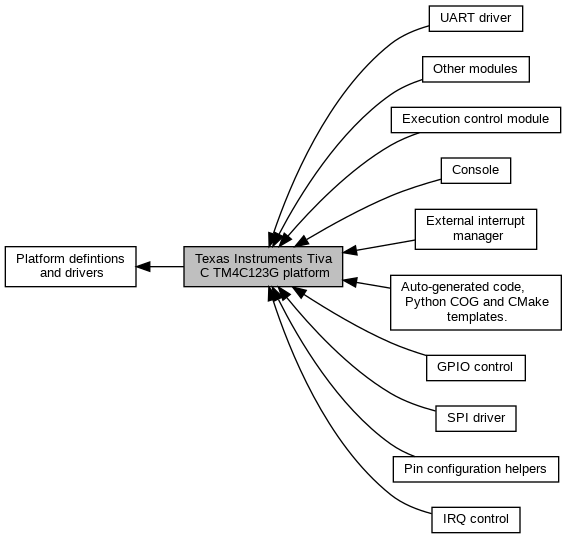 UART driver
Other modules
Execution control module
Console
External interrupt
manager
Platform defintions
and drivers
Texas Instruments Tiva
C TM4C123G platform
Auto-generated code,
Python COG and CMake
templates.
GPIO control
SPI driver
Pin configuration helpers
IRQ control